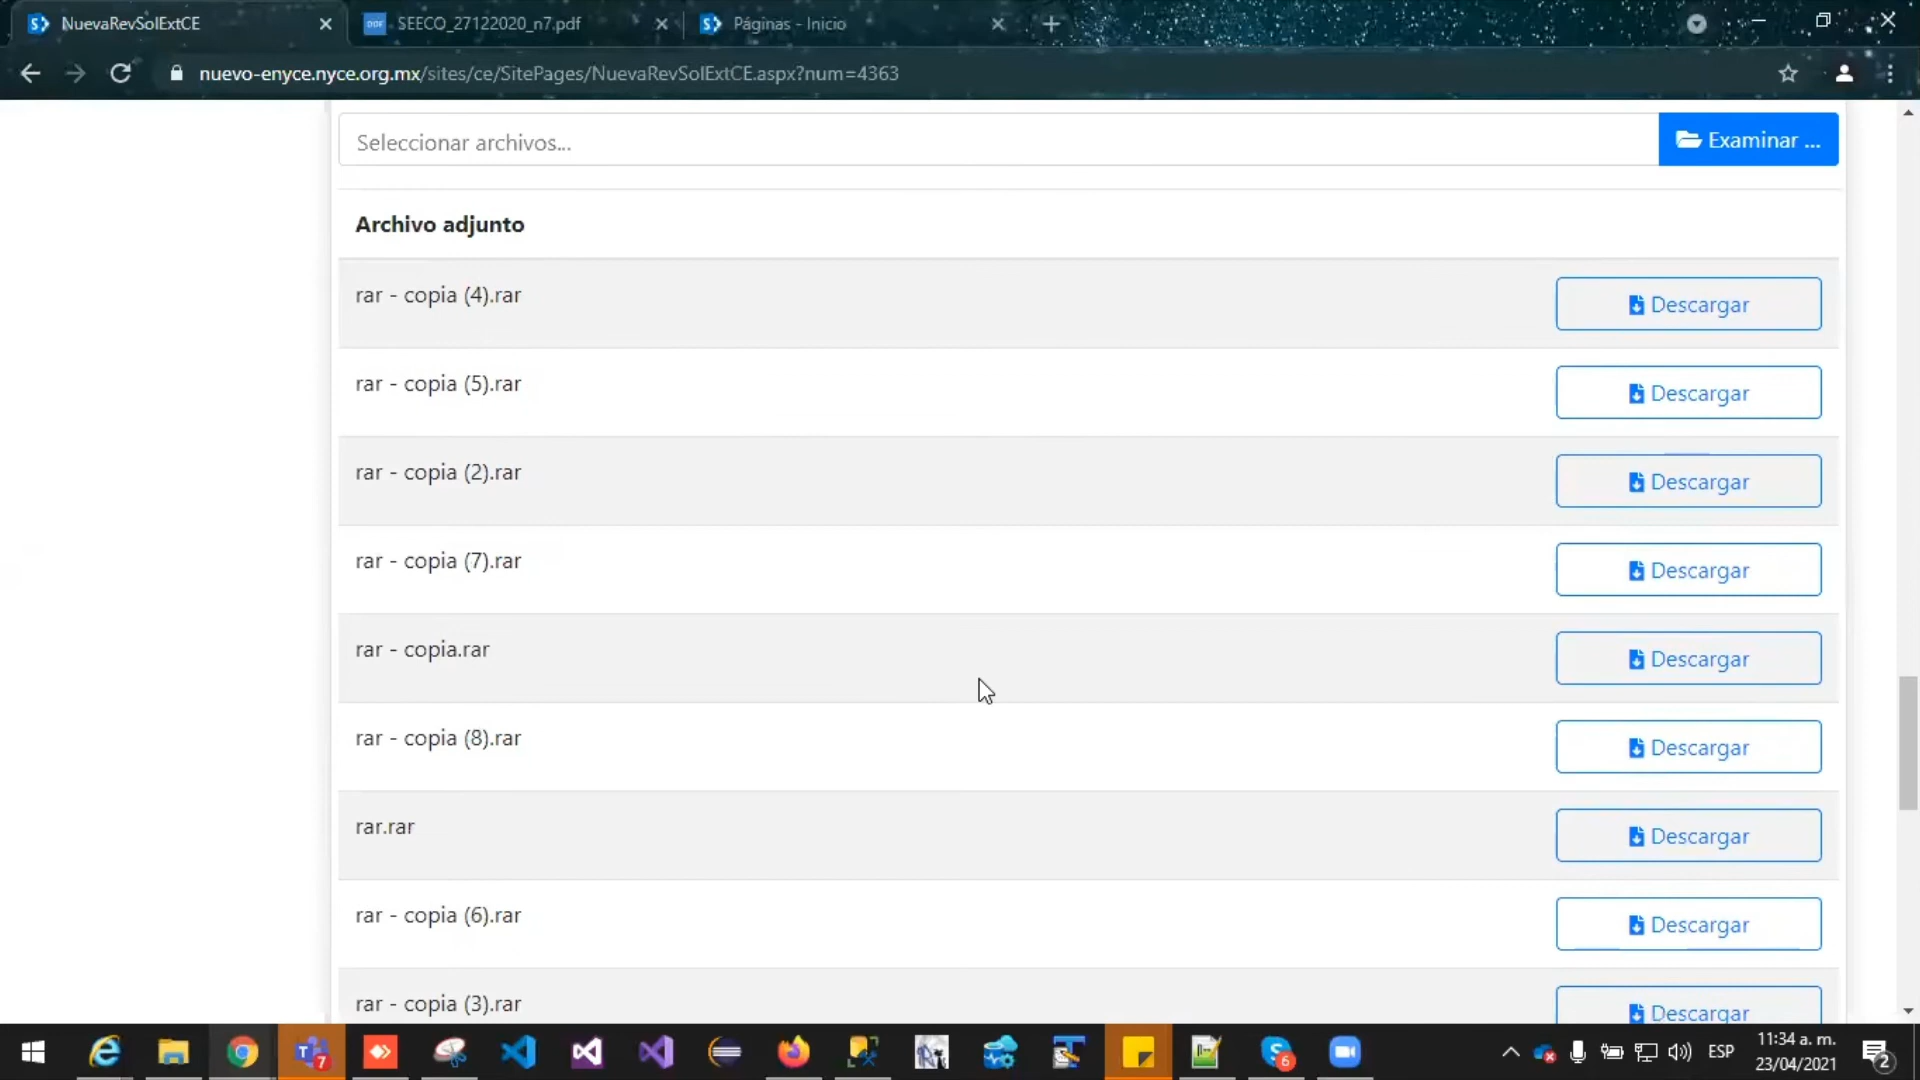 NuevaRevSolExtCE
SEECO_27122020_n7.pdf
Páginas - Inicio
nuevo-enyce.nyce.org.mx/sites/ce/SitePages/NuevaRevSolExtCE.aspx?num=4363
Seleccionar archivos...
Examinar ...
Archivo adjunto
rar - copia (4).rar
Descargar
rar - copia (5).rar
Descargar
rar - copia (2).rar
Descargar
rar - copia (7).rar
Descargar
rar - copia.rar
Descargar
rar - copia (8).rar
Descargar
rar.rar
Descargar
rar - copia (6).rar
Descargar
rar - copia (3).rar
Descargar
7
6
ESP
11:34 a. m.
23/04/2021
2